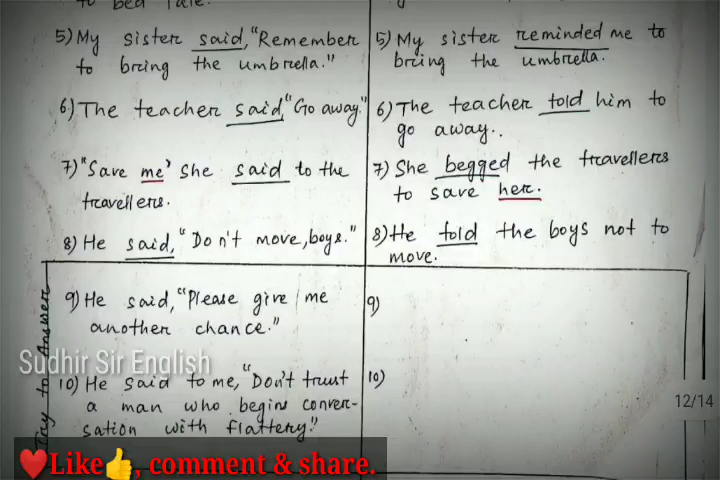 to bed late.
5) My sister said, "Remember
to bring the umbrella."
6) The teacher said, "Go away."
7) "Save me" she said to the
travellers.
8) He said, "Don't move, boys."
5) My sister reminded me to
bring the umbrella.
6) The teacher told him to
go away..
7) She begged the travellers
to save her.
8) He told the boys not to
move.
Try to Answer
9) He said, "Please give me
another chance."
10) He said to me, "Don't trust
a man who begins conver-
sation with flattery."
9)
10)
Sudhir Sir English
12/14
Like, comment & share.